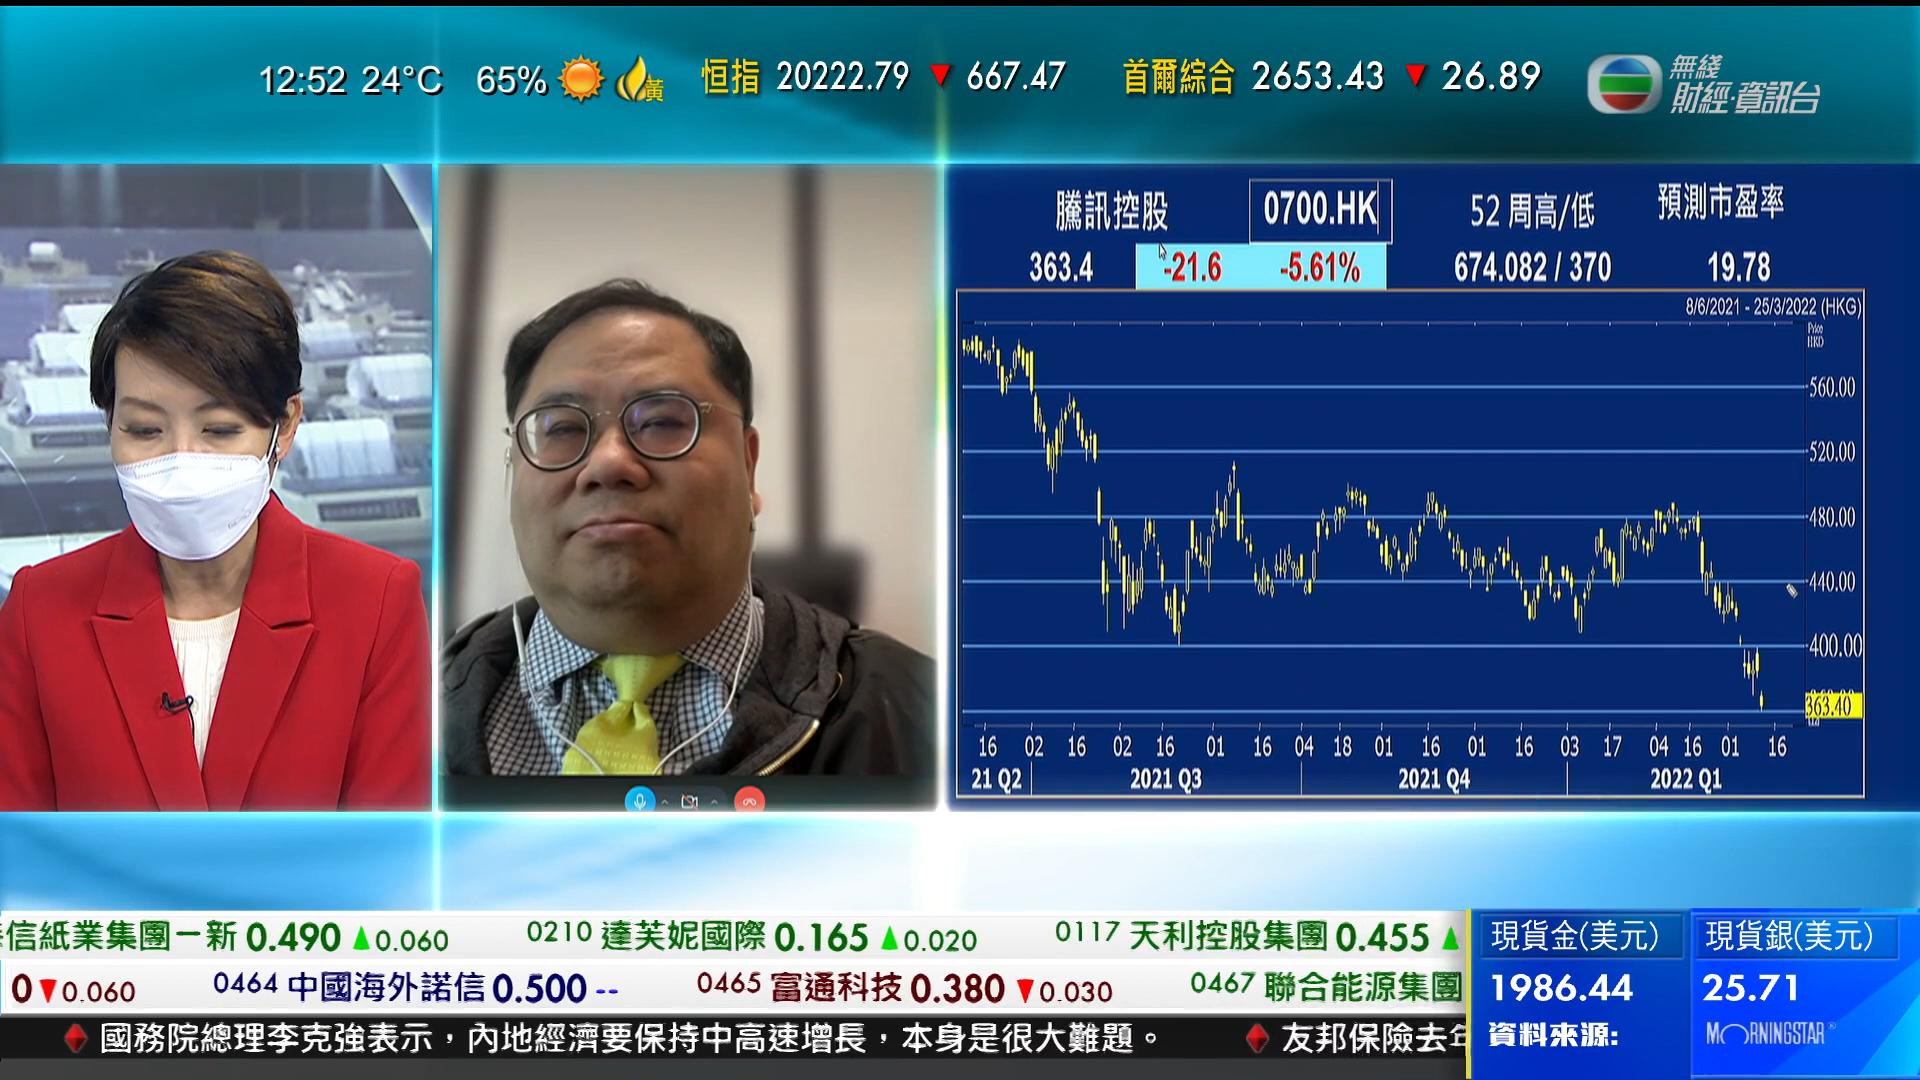 12:52 24°C 65% 黃 恒指 20222.79 ▼ 667.47 首爾綜合 2653.43 ▼ 26.89
無綫
財經·資訊台
騰訊控股 0700.HK 52 周高/低 預測市盈率
363.4 -21.6 -5.61% 674.082 / 370 19.78
8/6/2021 - 25/3/2022 (HKG)
Price
HKD
560.00
520.00
480.00
440.00
400.00
363.40
16 02 16 02 16 01 16 04 18 01 16 01 16 03 17 04 16 01 16
21 Q2 2021 Q3 2021 Q4 2022 Q1
信紙業集團一新 0.490 ▲0.060 0210 達芙妮國際 0.165 ▲0.020 0117 天利控股集團 0.455 ▲
0 ▼0.060 0464 中國海外諾信 0.500 -- 0465 富通科技 0.380 ▼0.030 0467 聯合能源集團
國務院總理李克強表示，內地經濟要保持中高速增長，本身是很大難題。 友邦保險去年
現貨金(美元) 現貨銀(美元)
1986.44 25.71
資料來源: MORNINGSTAR®